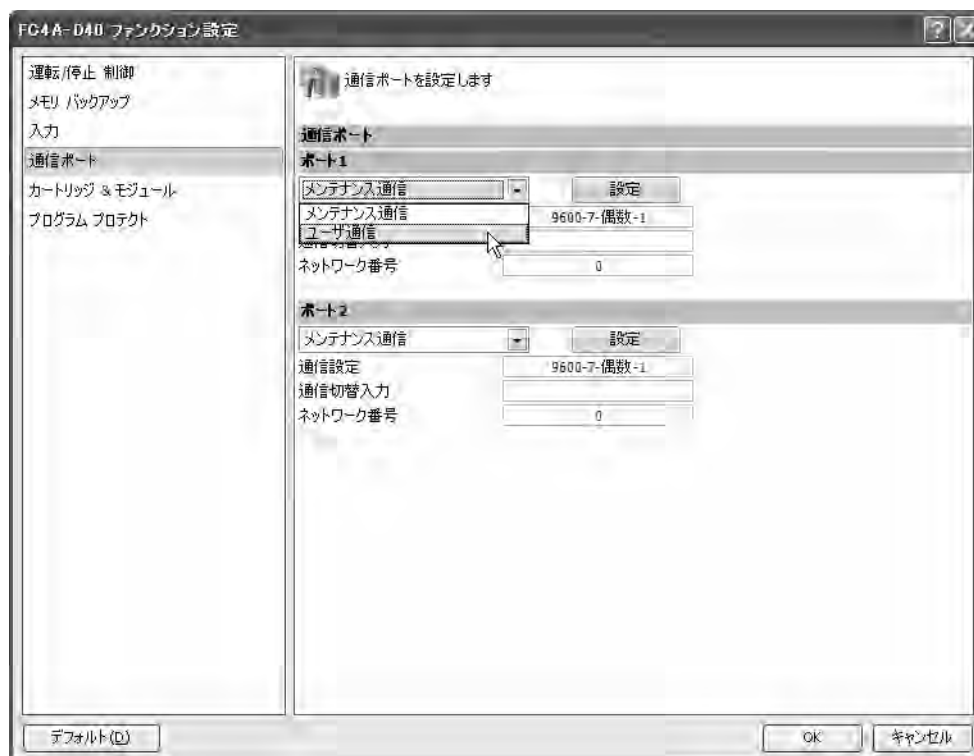 FC4A-D40 ファンクション設定
運転/停止 制御
メモリ バックアップ
入力
通信ポート
カートリッジ & モジュール
プログラム プロテクト
通信ポートを設定します
通信ポート
ポート1
メンテナンス通信 設定
メンテナンス通信 9600-7-偶数-1
ユーザ通信
ネットワーク番号 0
ポート2
メンテナンス通信 設定
通信設定 9600-7-偶数-1
通信切替入力
ネットワーク番号 0
デフォルト(D) OK キャンセル